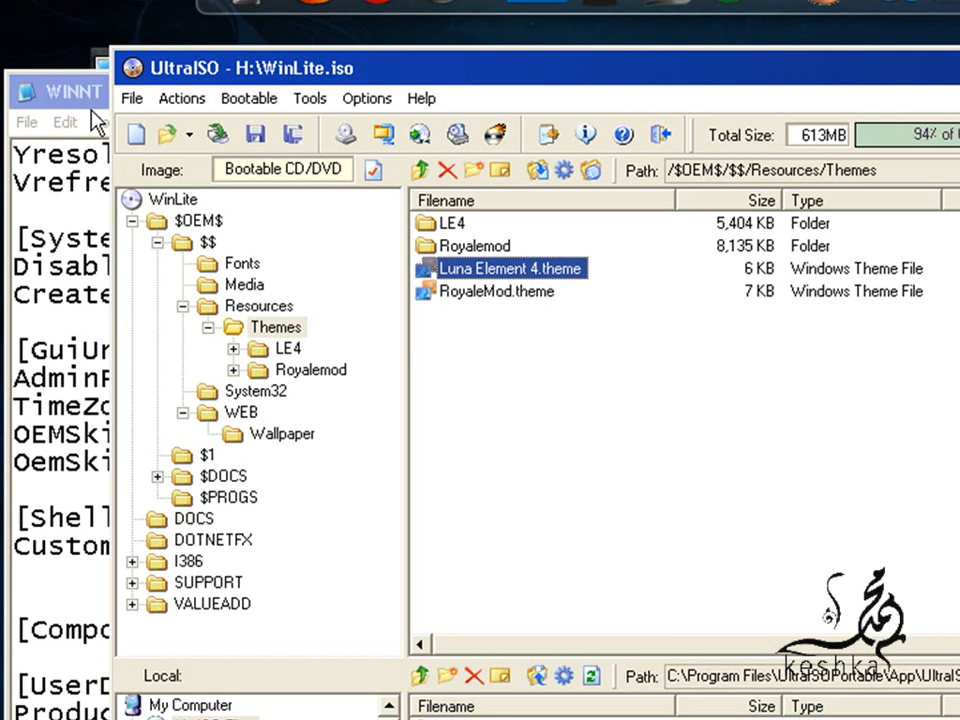 UltraISO - H:\WinLite.iso
WINNT
File Actions Bootable Tools Options Help
File Edit
Total Size: 613MB 94% of
Image: Bootable CD/DVD
Path: /$OEM$/$$/Resources/Themes
Filename Size Type
LE4 5,404 KB Folder
Royalemod 8,135 KB Folder
Luna Element 4.theme 6 KB Windows Theme File
RoyaleMod.theme 7 KB Windows Theme File
WinLite
$OEM$
$$
Fonts
Media
Resources
Themes
LE4
Royalemod
System32
WEB
Wallpaper
$1
$DOCS
$PROGS
DOCS
DOTNETFX
I386
SUPPORT
VALUEADD
Yresol
Vrefre
[Syste
Disabl
Create
[GuiUn
AdminP
TimeZo
OEMSki
OemSki
[Shell
Custom
[Compo
[UserD
Produc
محمد
keshka
Local:
Path: C:\Program Files\UltraISOPortable\App\UltraIS
My Computer
Filename Size Type